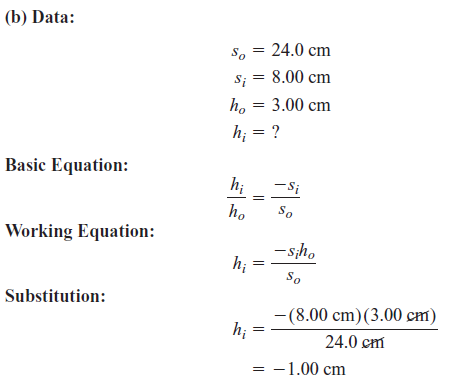 (b) Data:
s_o = 24.0 cm
s_i = 8.00 cm
h_o = 3.00 cm
h_i = ?
Basic Equation:
h_i/h_o = -s_i/s_o
Working Equation:
h_i = -s_i h_o/s_o
Substitution:
h_i = -(8.00 cm)(3.00 cm)/24.0 cm
= -1.00 cm